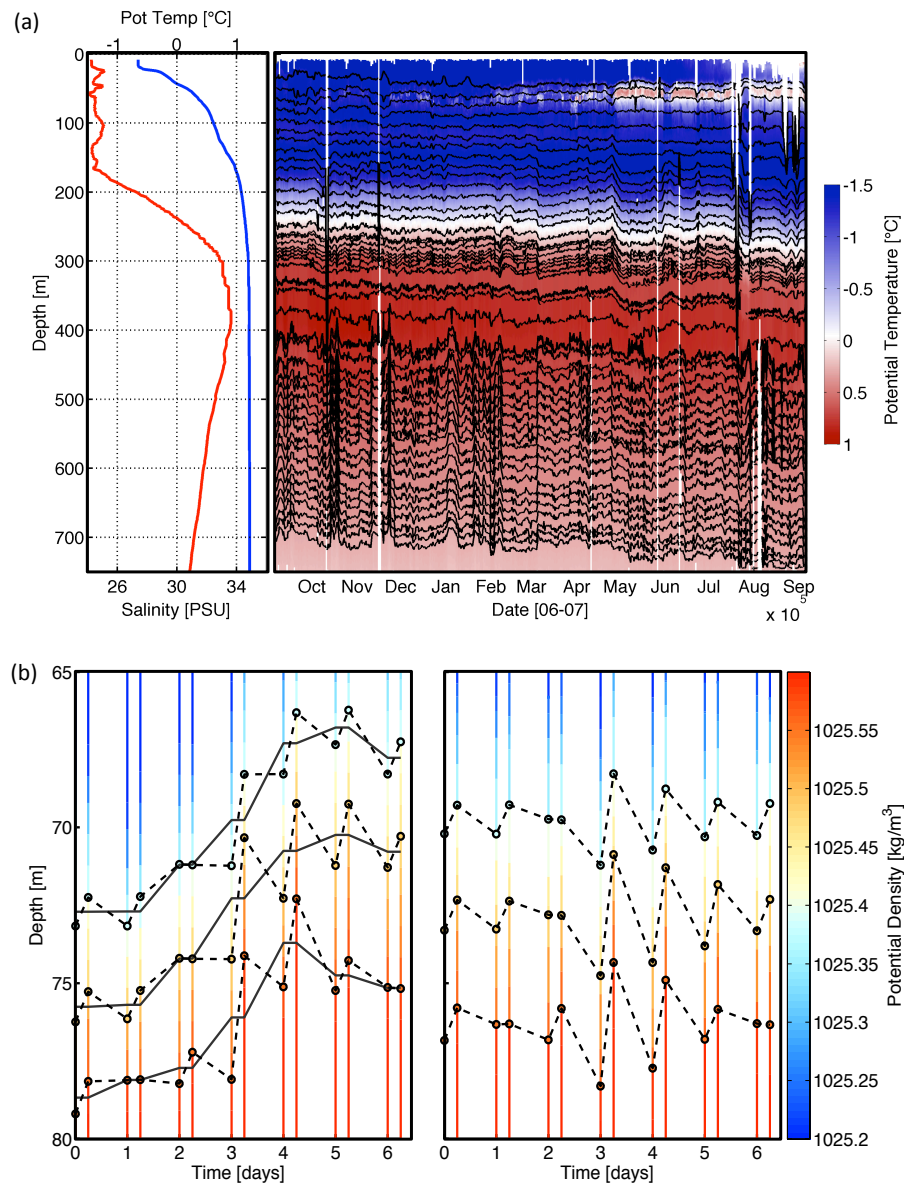 (a)
Pot Temp [°C]
-1 0 1
0
100
200
300
400
500
600
700
Depth [m]
26 30 34
Salinity [PSU]
Oct Nov Dec Jan Feb Mar Apr May Jun Jul Aug Sep
Date [06-07]
x 10⁵
-1.5
-1
-0.5
0
0.5
1
Potential Temperature [°C]
(b)
65
70
75
80
Depth [m]
0 1 2 3 4 5 6
Time [days]
0 1 2 3 4 5 6
Time [days]
1025.55
1025.5
1025.45
1025.4
1025.35
1025.3
1025.25
1025.2
Potential Density [kg/m³]